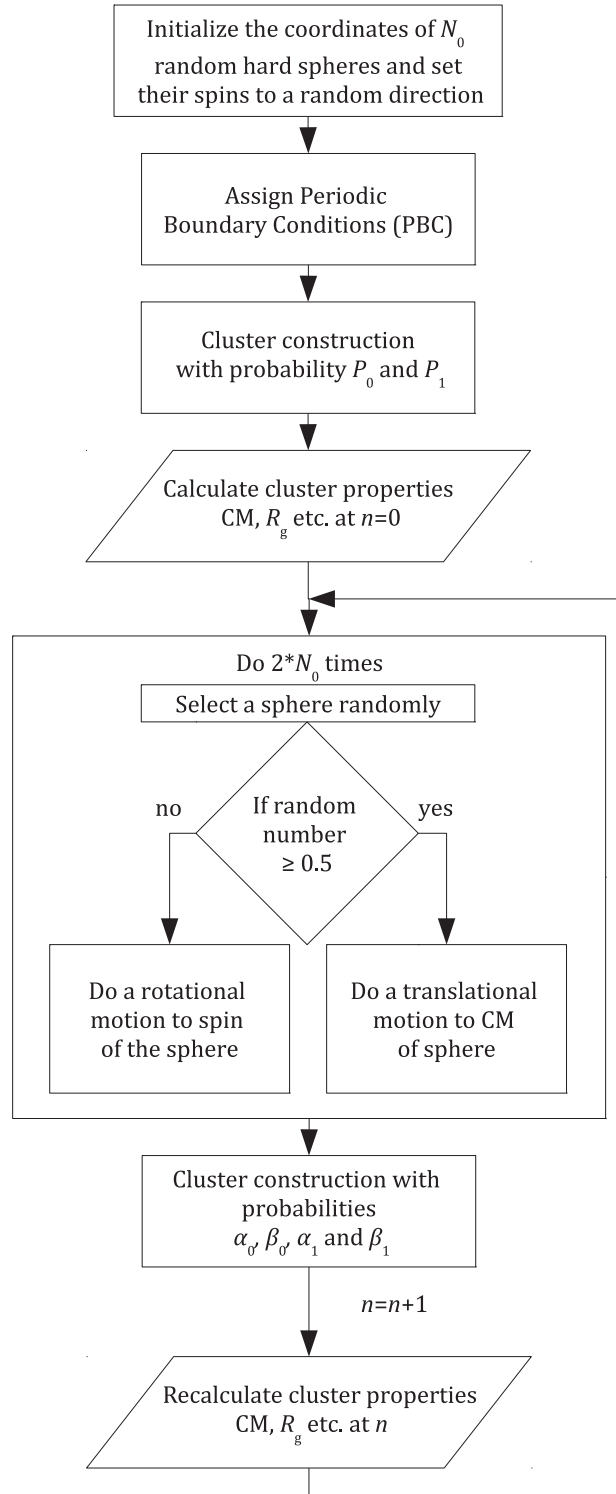 Initialize the coordinates of N₀
random hard spheres and set
their spins to a random direction
Assign Periodic
Boundary Conditions (PBC)
Cluster construction
with probability P₀ and P₁
Calculate cluster properties
CM, R_g etc. at n=0
Do 2*N₀ times
Select a sphere randomly
If random
number
≥ 0.5
no
yes
Do a rotational
motion to spin
of the sphere
Do a translational
motion to CM
of sphere
Cluster construction with
probabilities
α₀, β₀, α₁ and β₁
n=n+1
Recalculate cluster properties
CM, R_g etc. at n